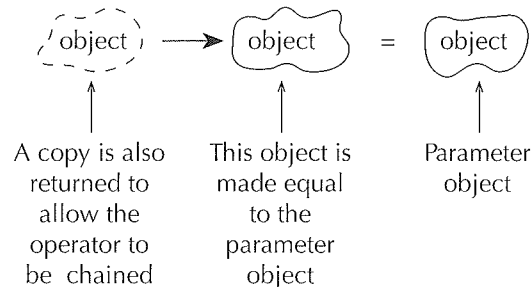 object object = object
A copy is also
returned to
allow the
operator to
be chained
This object is
made equal
to the
parameter
object
Parameter
object